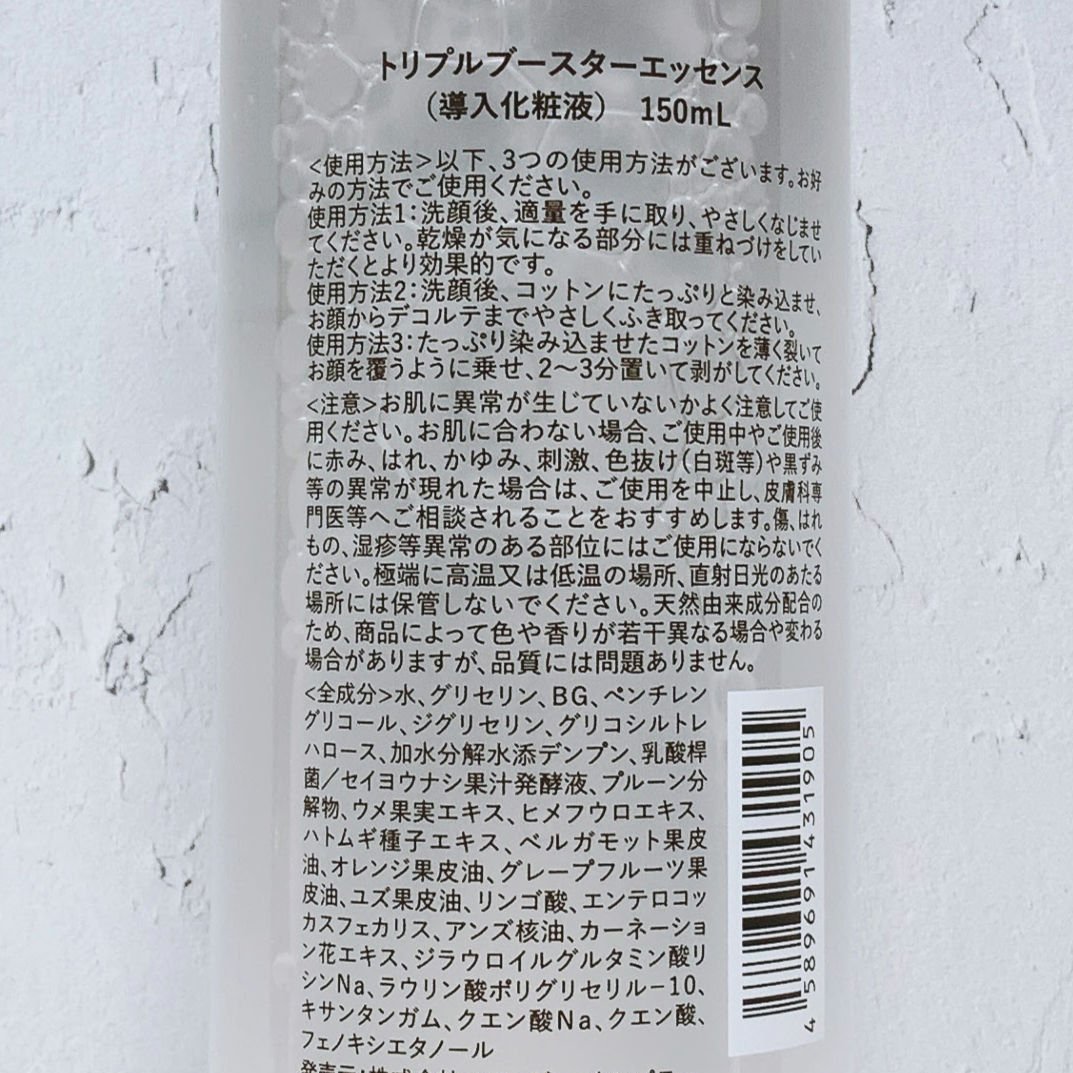 トリプルブースターエッセンス
(導入化粧液) 150mL
<使用方法>以下、3つの使用方法がございます。お好
みの方法でご使用ください。
使用方法1:洗顔後、適量を手に取り、やさしくなじませ
てください。乾燥が気になる部分には重ねづけをしてい
ただくとより効果的です。
使用方法2:洗顔後、コットンにたっぷりと染み込ませ、
お顔からデコルテまでやさしくふき取ってください。
使用方法3:たっぷり染み込ませたコットンを薄く裂いて
お顔を覆うように乗せ、2〜3分置いて剥がしてください。
<注意>お肌に異常が生じていないかよく注意してご使
用ください。お肌に合わない場合、ご使用中やご使用後
に赤み、はれ、かゆみ、刺激、色抜け(白斑等)や黒ずみ
等の異常が現れた場合は、ご使用を中止し、皮膚科専
門医等へご相談されることをおすすめします。傷、はれ
もの、湿疹等異常のある部位にはご使用にならないでく
ださい。極端に高温又は低温の場所、直射日光のあたる
場所には保管しないでください。天然由来成分配合の
ため、商品によって色や香りが若干異なる場合や変わる
場合がありますが、品質には問題ありません。
<全成分>水、グリセリン、BG、ペンチレン
グリコール、ジグリセリン、グリコシルトレ
ハロース、加水分解水添デンプン、乳酸桿
菌/セイヨウナシ果汁発酵液、プルーン分
解物、ウメ果実エキス、ヒメフウロエキス、
ハトムギ種子エキス、ベルガモット果皮
油、オレンジ果皮油、グレープフルーツ果
皮油、ユズ果皮油、リンゴ酸、エンテロコッ
カスフェカリス、アンズ核油、カーネーショ
ン花エキス、ジラウロイルグルタミン酸リ
シンNa、ラウリン酸ポリグリセリル-10、
キサンタンガム、クエン酸Na、クエン酸、
フェノキシエタノール
4589691431905